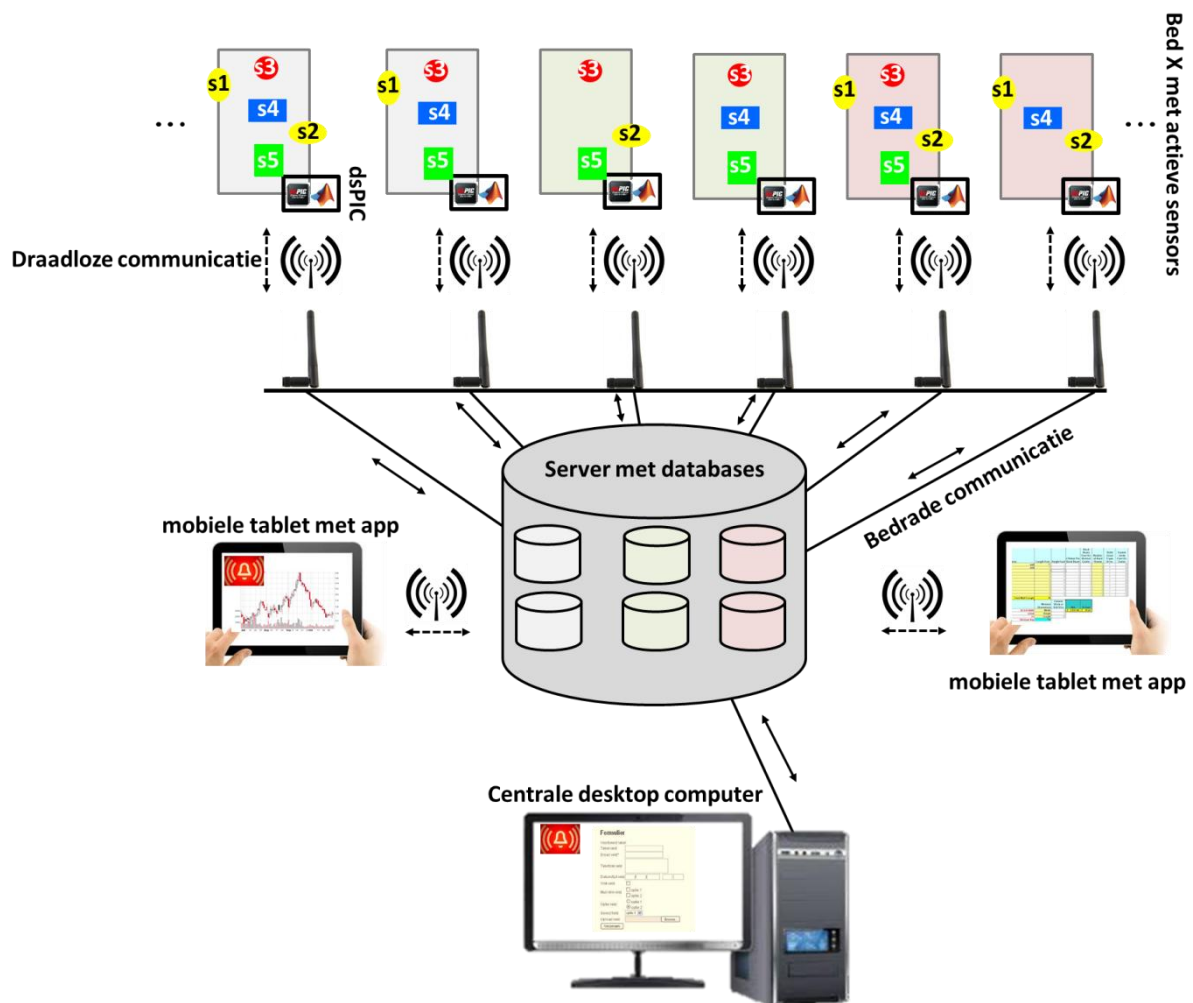 ...
s3
s1
s4
s2
s5
dsPIC
s3
s1
s4
s5
s3
s2
s5
s3
s4
s5
s3
s1
s4
s2
s5
s1
s4
s2
...
Bed X met actieve sensors
Draadloze communicatie
Server met databases
Bedrade communicatie
mobiele tablet met app
mobiele tablet met app
Centrale desktop computer
Formulier